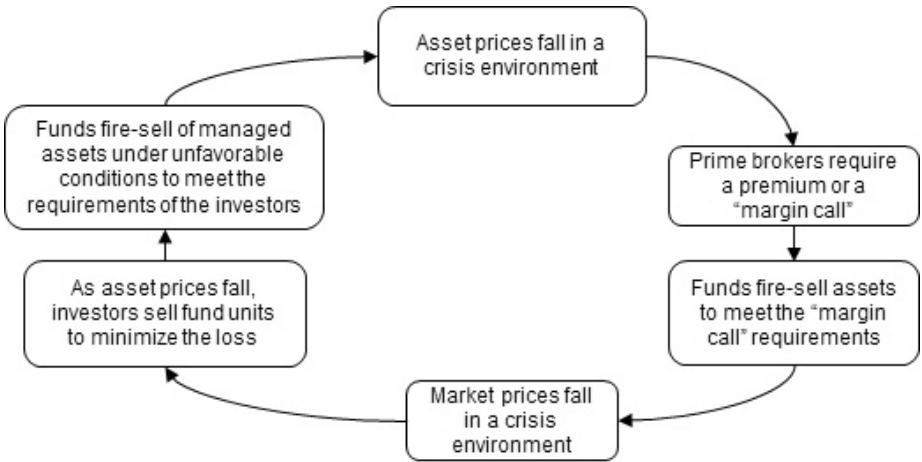 Asset prices fall in a
crisis environment
Prime brokers require
a premium or a
“margin call”
Funds fire-sell assets
to meet the “margin
call” requirements
Market prices fall
in a crisis
environment
As asset prices fall,
investors sell fund units
to minimize the loss
Funds fire-sell of managed
assets under unfavorable
conditions to meet the
requirements of the investors